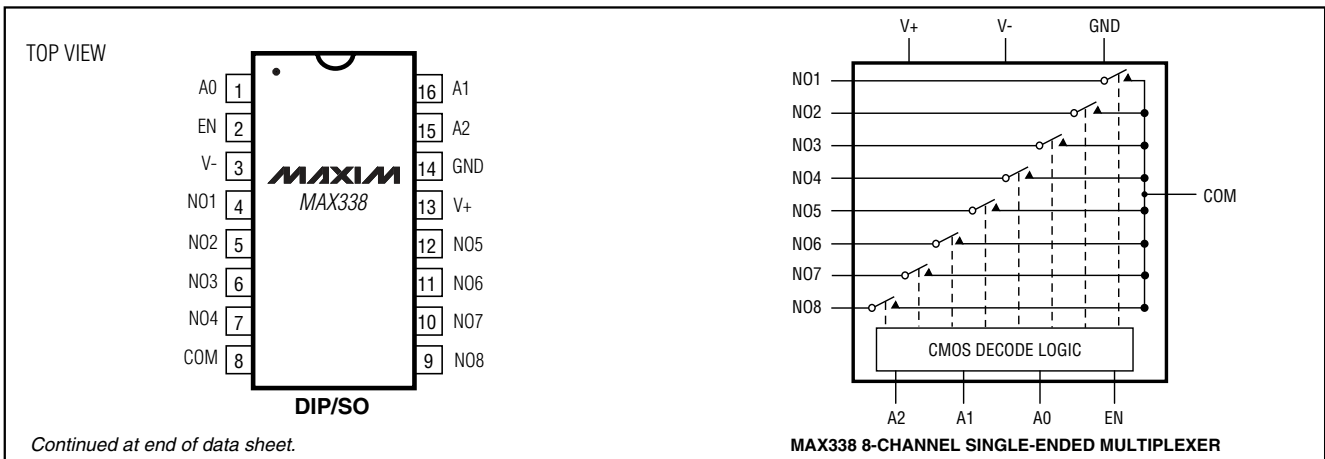 TOP VIEW
A0 1
EN 2
V- 3
NO1 4
NO2 5
NO3 6
NO4 7
COM 8
16 A1
15 A2
14 GND
13 V+
12 NO5
11 NO6
10 NO7
9 NO8
MAXIM
MAX338
DIP/SO
Continued at end of data sheet.
V+ V- GND
NO1
NO2
NO3
NO4
NO5
NO6
NO7
NO8
COM
CMOS DECODE LOGIC
A2 A1 A0 EN
MAX338 8-CHANNEL SINGLE-ENDED MULTIPLEXER